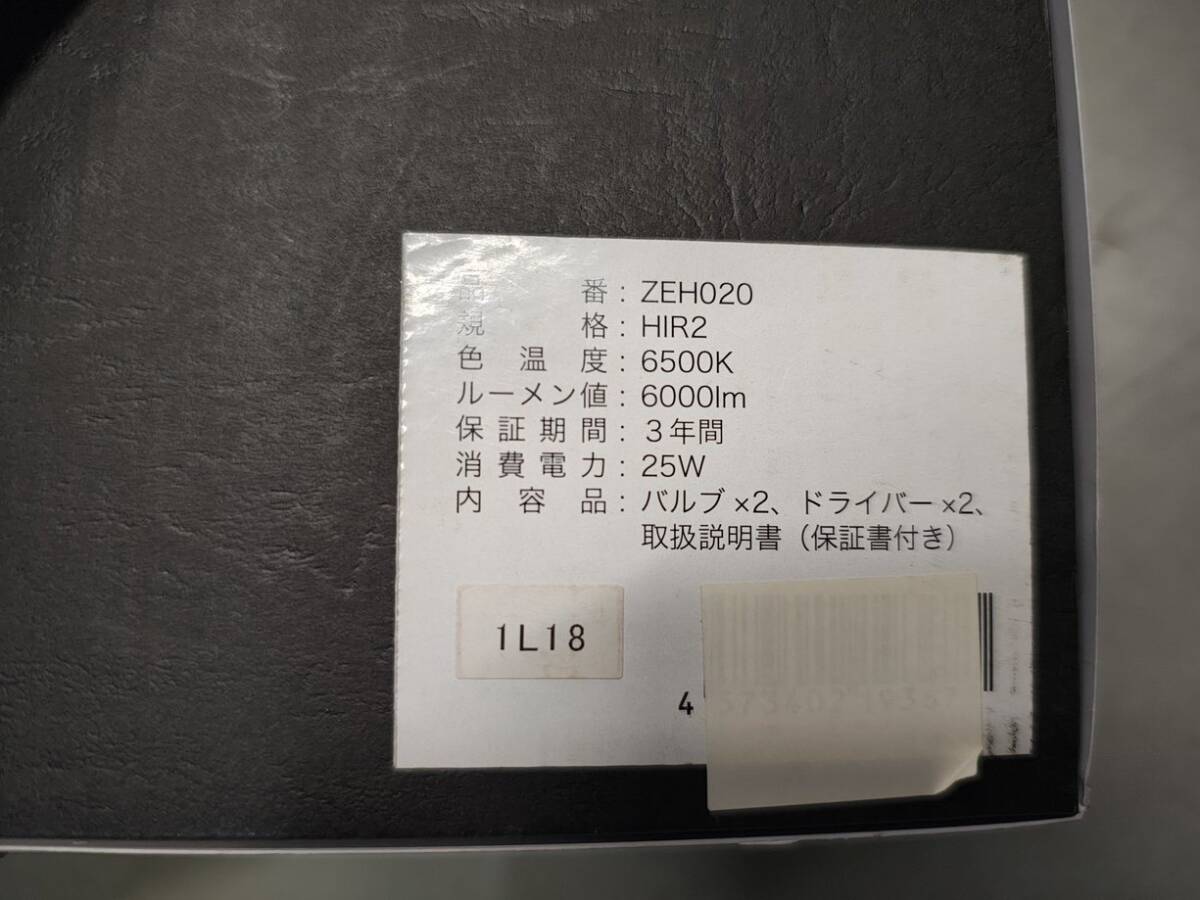 品番：ZEH020
規格：HIR2
色温度：6500K
ルーメン値：6000lm
保証期間：３年間
消費電力：25W
内容品：バルブ×2、ドライバー×2、
取扱説明書（保証書付き）
1L18
4